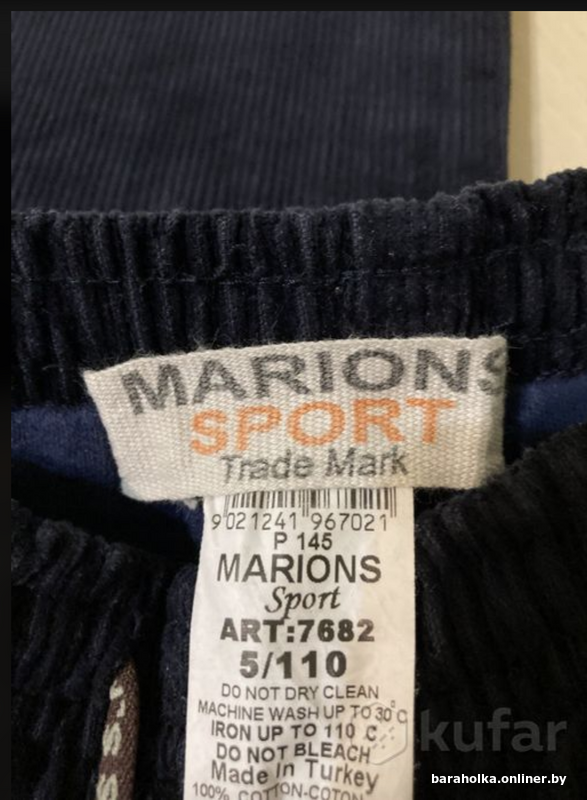 MARIONS
SPORT
Trade Mark
9 021241 967021
P 145
MARIONS
Sport
ART:7682
5/110
DO NOT DRY CLEAN
MACHINE WASH UP TO 30°C
IRON UP TO 110 C
DO NOT BLEACH
Made in Turkey
100% COTTON-COTON
kufar
baraholka.onliner.by